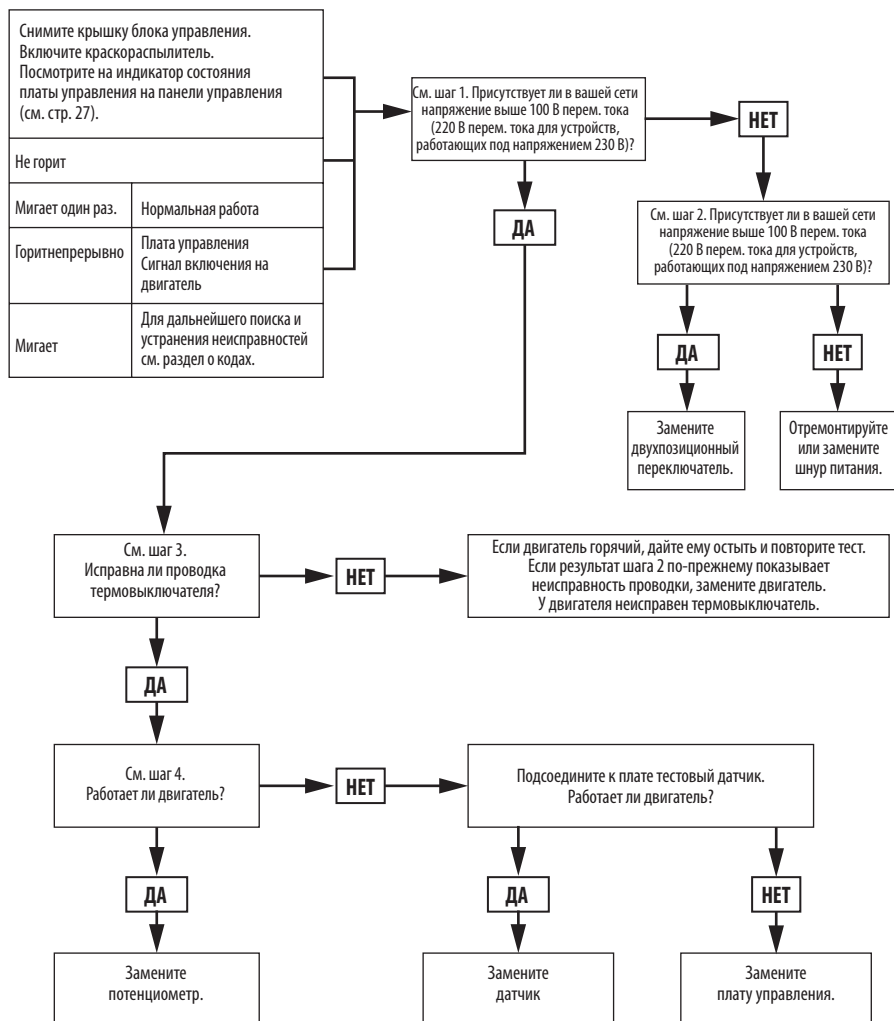 Снимите крышку блока управления.
Включите краскораспылитель.
Посмотрите на индикатор состояния
платы управления на панели управления
(см. стр. 27).
Не горит
Мигает один раз.
Нормальная работа
Горитнепрерывно
Плата управления
Сигнал включения на
двигатель
Мигает
Для дальнейшего поиска и
устранения неисправностей
см. раздел о кодах.
См. шаг 1. Присутствует ли в вашей сети
напряжение выше 100 В перем. тока
(220 В перем. тока для устройств,
работающих под напряжением 230 В)?
НЕТ
ДА
См. шаг 2. Присутствует ли в вашей сети
напряжение выше 100 В перем. тока
(220 В перем. тока для устройств,
работающих под напряжением 230 В)?
ДА
НЕТ
Замените
двухпозиционный
переключатель.
Отремонтируйте
или замените
шнур питания.
См. шаг 3.
Исправна ли проводка
термовыключателя?
НЕТ
Если двигатель горячий, дайте ему остыть и повторите тест.
Если результат шага 2 по-прежнему показывает
неисправность проводки, замените двигатель.
У двигателя неисправен термовыключатель.
ДА
См. шаг 4.
Работает ли двигатель?
НЕТ
Подсоедините к плате тестовый датчик.
Работает ли двигатель?
ДА
ДА
НЕТ
Замените
потенциометр.
Замените
датчик
Замените
плату управления.